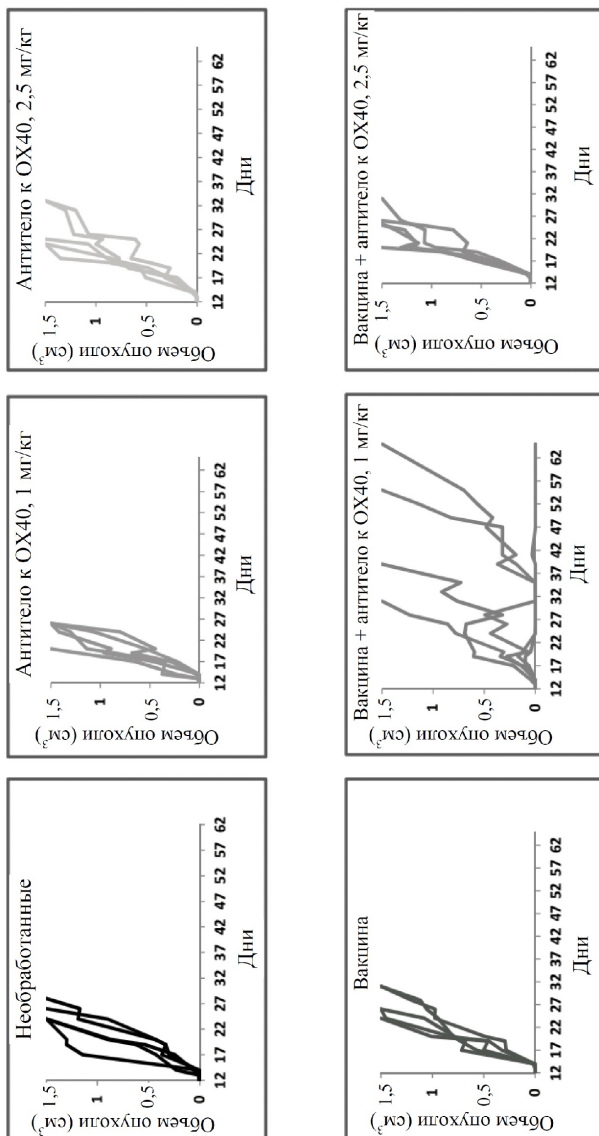 Необработанные
Объем опухоли (см³)
1,5
1
0,5
0
12 17 22 27 32 37 42 47 52 57 62
Дни
Антитело к OX40, 1 мг/кг
Объем опухоли (см³)
1,5
1
0,5
0
12 17 22 27 32 37 42 47 52 57 62
Дни
Антитело к OX40, 2,5 мг/кг
Объем опухоли (см³)
1,5
1
0,5
0
12 17 22 27 32 37 42 47 52 57 62
Дни
Вакцина
Объем опухоли (см³)
1,5
1
0,5
0
12 17 22 27 32 37 42 47 52 57 62
Дни
Вакцина + антитело к OX40, 1 мг/кг
Объем опухоли (см³)
1,5
1
0,5
0
12 17 22 27 32 37 42 47 52 57 62
Дни
Вакцина + антитело к OX40, 2,5 мг/кг
Объем опухоли (см³)
1,5
1
0,5
0
12 17 22 27 32 37 42 47 52 57 62
Дни